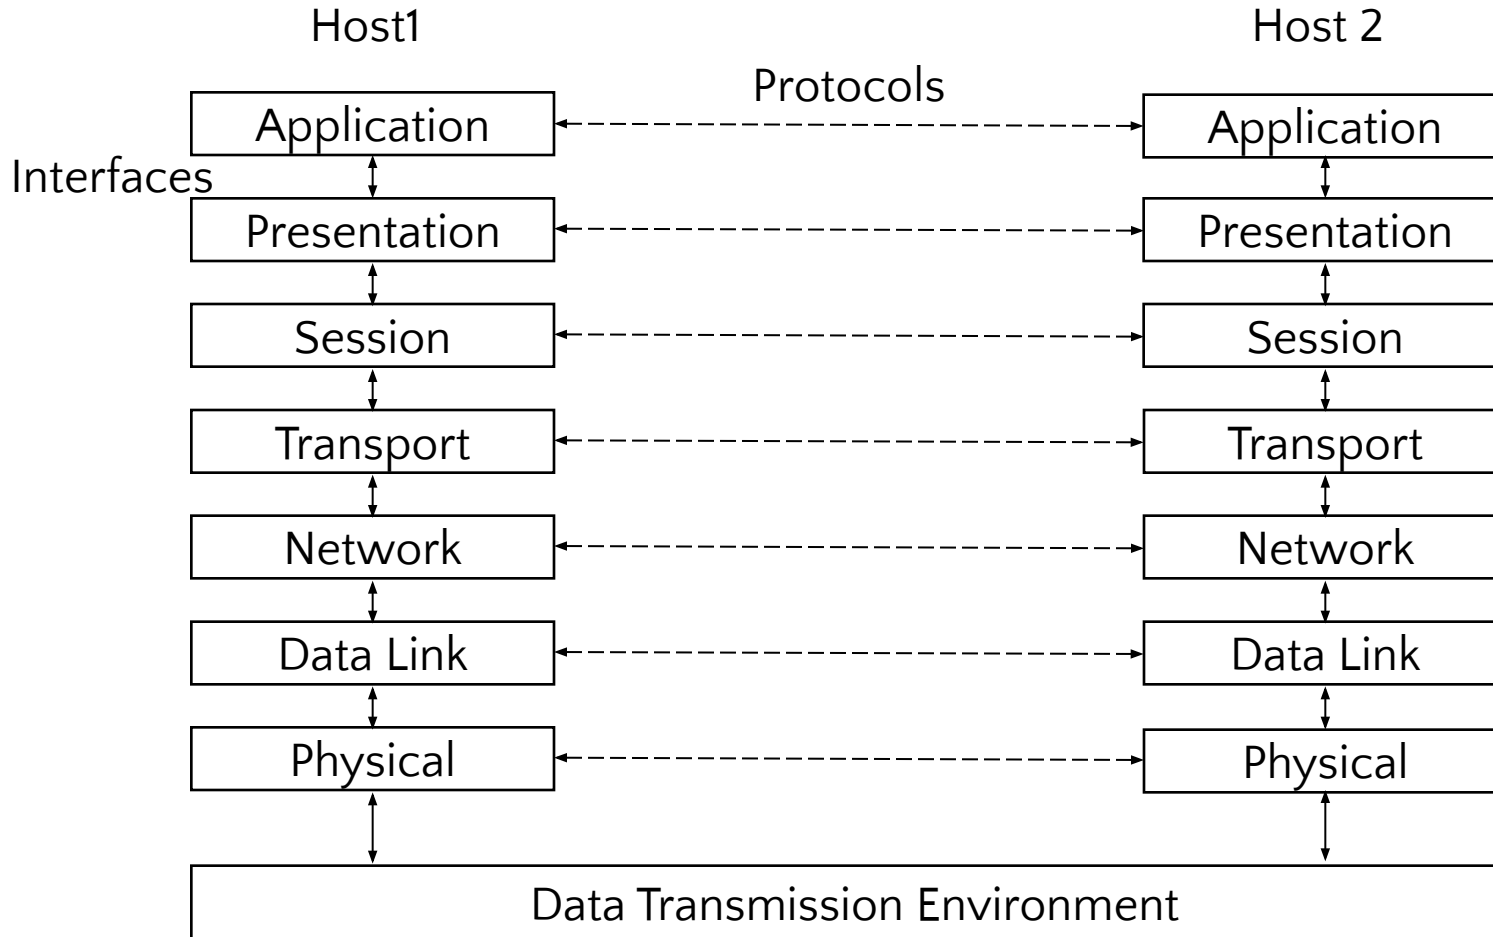 Host1
Host 2
Protocols
Application
Application
Interfaces
Presentation
Presentation
Session
Session
Transport
Transport
Network
Network
Data Link
Data Link
Physical
Physical
Data Transmission Environment